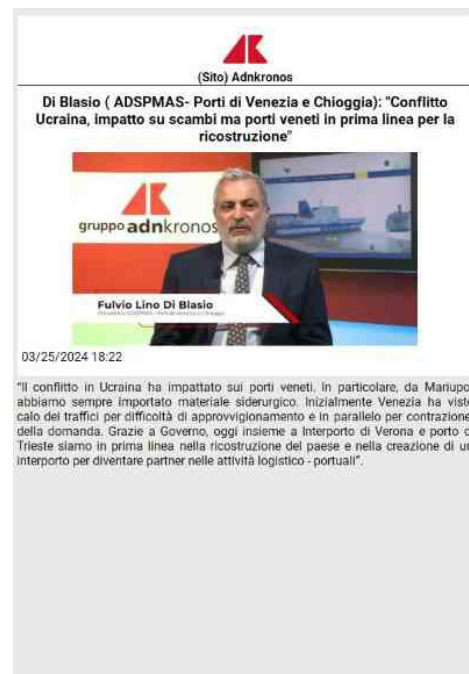 (Sito) Adnkronos
Di Blasio ( ADSPMAS- Porti di Venezia e Chioggia): "Conflitto
Ucraina, impatto su scambi ma porti veneti in prima linea per la
ricostruzione"
gruppo adnkronos
Fulvio Lino Di Blasio
03/25/2024 18:22
"Il conflitto in Ucraina ha impattato sui porti veneti. In particolare, da Mariupo
abbiamo sempre importato materiale siderurgico. Inizialmente Venezia ha visto
calo dei traffici per difficoltà di approvvigionamento e in parallelo per contrazione
della domanda. Grazie a Governo, oggi insieme a Interporto di Verona e porto d
Trieste siamo in prima linea nella ricostruzione del paese e nella creazione di un
interporto per diventare partner nelle attività logistico - portuali".